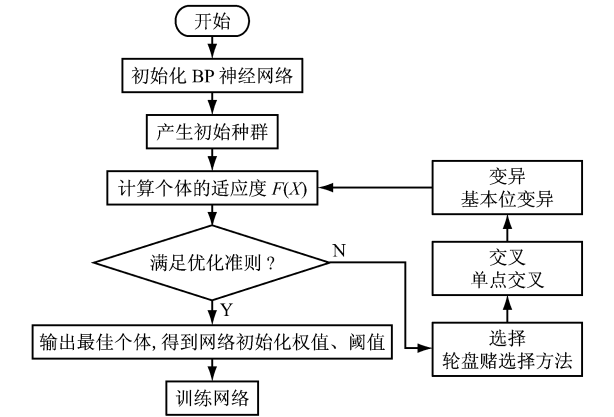 开始
初始化 BP 神经网络
产生初始种群
计算个体的适应度 F(X)
满足优化准则?
N
Y
输出最佳个体,得到网络初始化权值、阈值
训练网络
变异
基本位变异
交叉
单点交叉
选择
轮盘赌选择方法